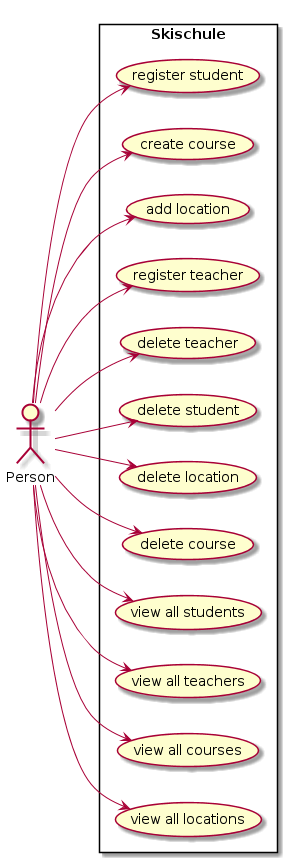 Skischule
register student
create course
add location
register teacher
delete teacher
delete student
delete location
Person
delete course
view all students
view all teachers
view all courses
view all locations